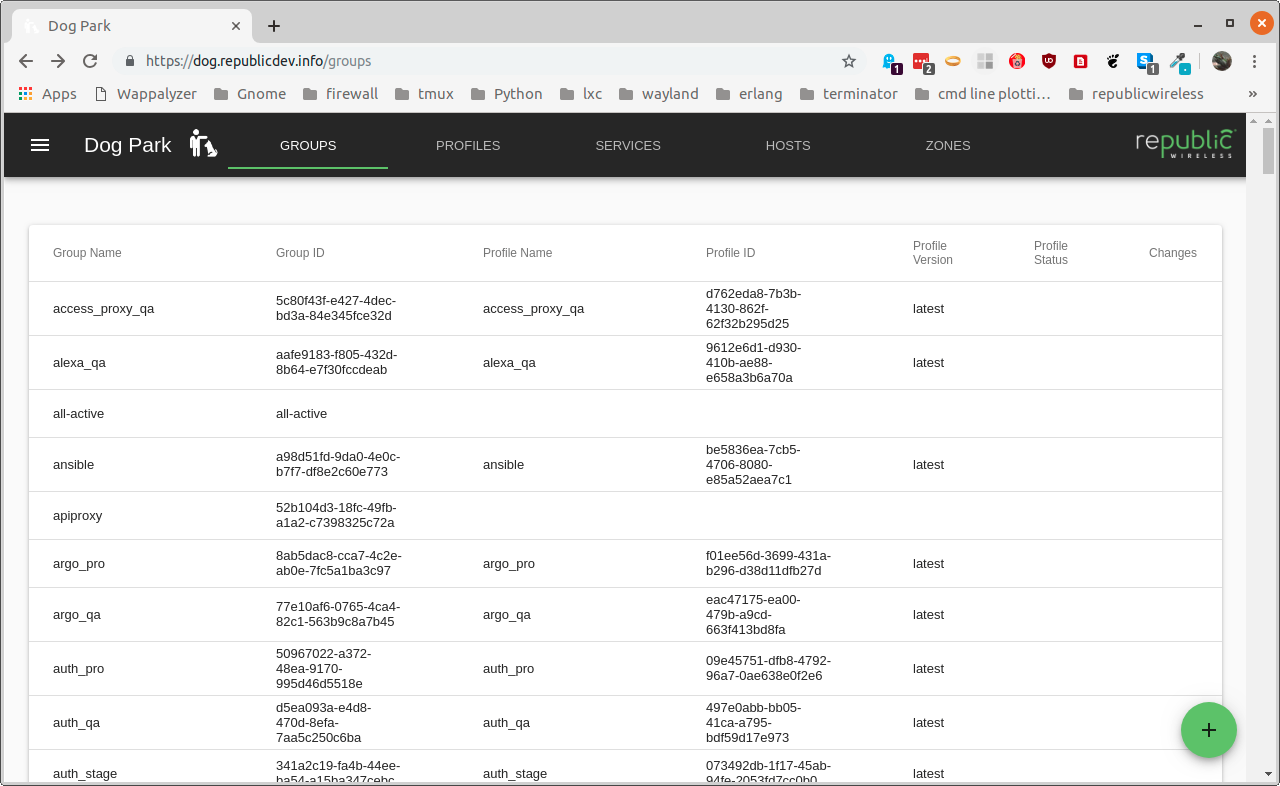 Dog Park
https://dog.republicdev.info/groups
1
2
1
Apps Wappalyzer Gnome firewall tmux Python lxc wayland erlang terminator cmd line plotti… republicwireless »
Dog Park GROUPS PROFILES SERVICES HOSTS ZONES republic
WIRELESS
Group Name Group ID Profile Name Profile ID Profile Version Profile Status Changes
access_proxy_qa 5c80f43f-e427-4dec-bd3a-84e345fce32d access_proxy_qa d762eda8-7b3b-4130-862f-62f32b295d25 latest
alexa_qa aafe9183-f805-432d-8b64-e7f30fccdeab alexa_qa 9612e6d1-d930-410b-ae88-e658a3b6a70a latest
all-active all-active
ansible a98d51fd-9da0-4e0c-b7f7-df8e2c60e773 ansible be5836ea-7cb5-4706-8080-e85a52aea7c1 latest
apiproxy 52b104d3-18fc-49fb-a1a2-c7398325c72a
argo_pro 8ab5dac8-cca7-4c2e-ab0e-7fc5a1ba3c97 argo_pro f01ee56d-3699-431a-b296-d38d11dfb27d latest
argo_qa 77e10af6-0765-4ca4-82c1-563b9c8a7b45 argo_qa eac47175-ea00-479b-a9cd-663f413bd8fa latest
auth_pro 50967022-a372-48ea-9170-995d46d5518e auth_pro 09e45751-dfb8-4792-96a7-0ae638e0f2e6 latest
auth_qa d5ea093a-e4d8-470d-8efa-7aa5c250c6ba auth_qa 497e0abb-bb05-41ca-a795-bdf59d17e973 latest
auth_stage 341a2c19-fa4b-44ee-ba54-a15ba347cebc auth_stage 073492db-1f17-45ab-94fe-2053fd7cc0b0 latest